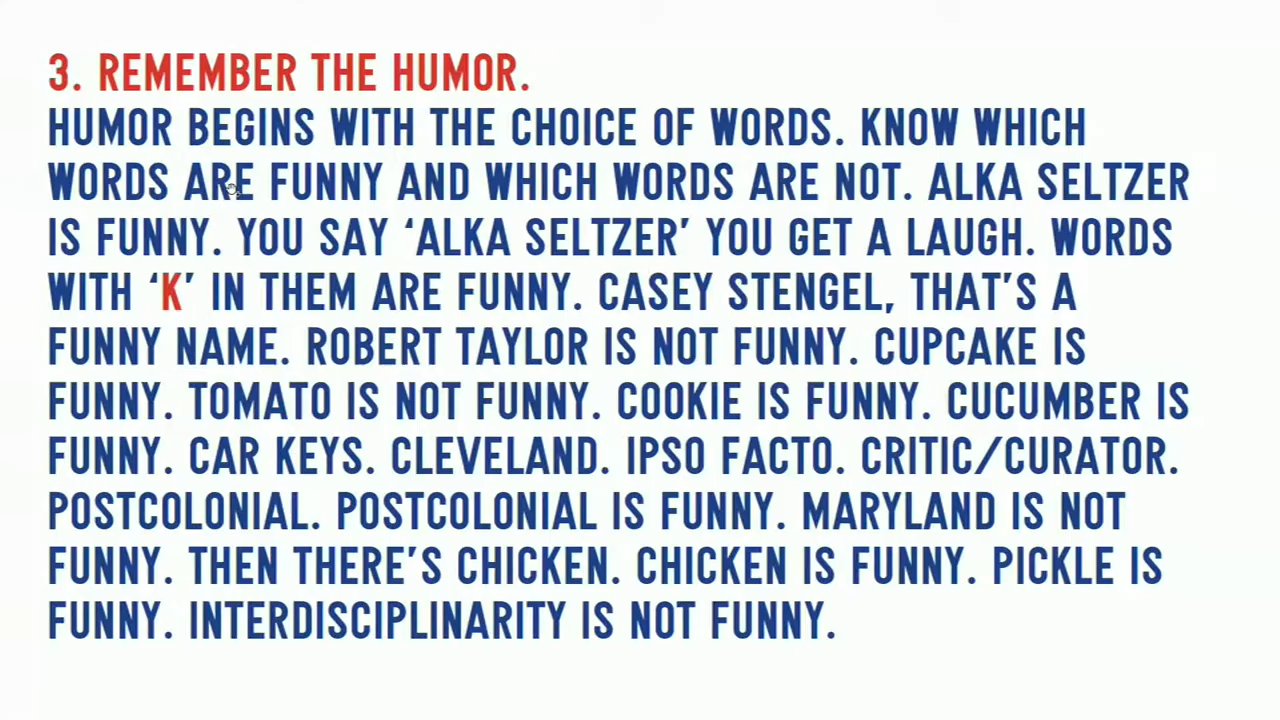 3. REMEMBER THE HUMOR.
HUMOR BEGINS WITH THE CHOICE OF WORDS. KNOW WHICH
WORDS ARE FUNNY AND WHICH WORDS ARE NOT. ALKA SELTZER
IS FUNNY. YOU SAY ‘ALKA SELTZER’ YOU GET A LAUGH. WORDS
WITH ‘K’ IN THEM ARE FUNNY. CASEY STENGEL, THAT’S A
FUNNY NAME. ROBERT TAYLOR IS NOT FUNNY. CUPCAKE IS
FUNNY. TOMATO IS NOT FUNNY. COOKIE IS FUNNY. CUCUMBER IS
FUNNY. CAR KEYS. CLEVELAND. IPSO FACTO. CRITIC/CURATOR.
POSTCOLONIAL. POSTCOLONIAL IS FUNNY. MARYLAND IS NOT
FUNNY. THEN THERE’S CHICKEN. CHICKEN IS FUNNY. PICKLE IS
FUNNY. INTERDISCIPLINARITY IS NOT FUNNY.